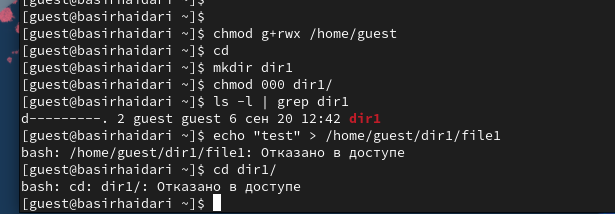 [guest@basirhaidari ~]$
[guest@basirhaidari ~]$
[guest@basirhaidari ~]$ chmod g+rwx /home/guest
[guest@basirhaidari ~]$ cd
[guest@basirhaidari ~]$ mkdir dir1
[guest@basirhaidari ~]$ chmod 000 dir1/
[guest@basirhaidari ~]$ ls -l | grep dir1
d---------. 2 guest guest 6 сен 20 12:42 dir1
[guest@basirhaidari ~]$ echo "test" > /home/guest/dir1/file1
bash: /home/guest/dir1/file1: Отказано в доступе
[guest@basirhaidari ~]$ cd dir1/
bash: cd: dir1/: Отказано в доступе
[guest@basirhaidari ~]$